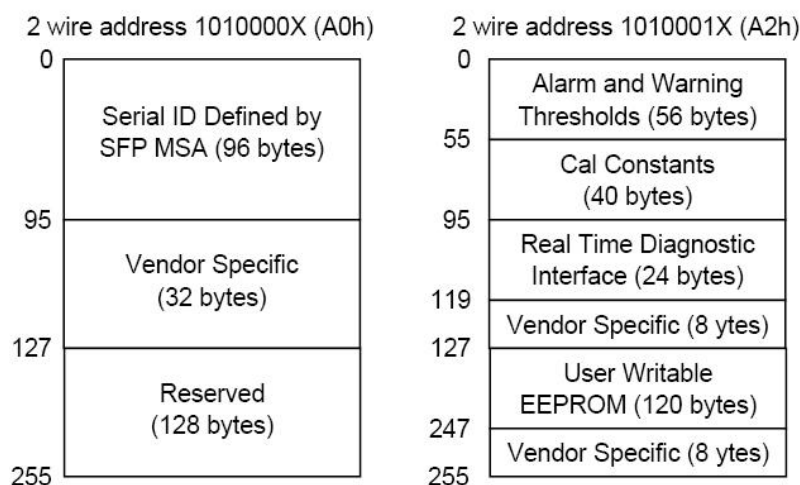 2 wire address 1010000X (A0h)
0
Serial ID Defined by
SFP MSA (96 bytes)
95
Vendor Specific
(32 bytes)
127
Reserved
(128 bytes)
255
2 wire address 1010001X (A2h)
0
Alarm and Warning
Thresholds (56 bytes)
55
Cal Constants
(40 bytes)
95
Real Time Diagnostic
Interface (24 bytes)
119
Vendor Specific (8 ytes)
127
User Writable
EEPROM (120 bytes)
247
Vendor Specific (8 ytes)
255